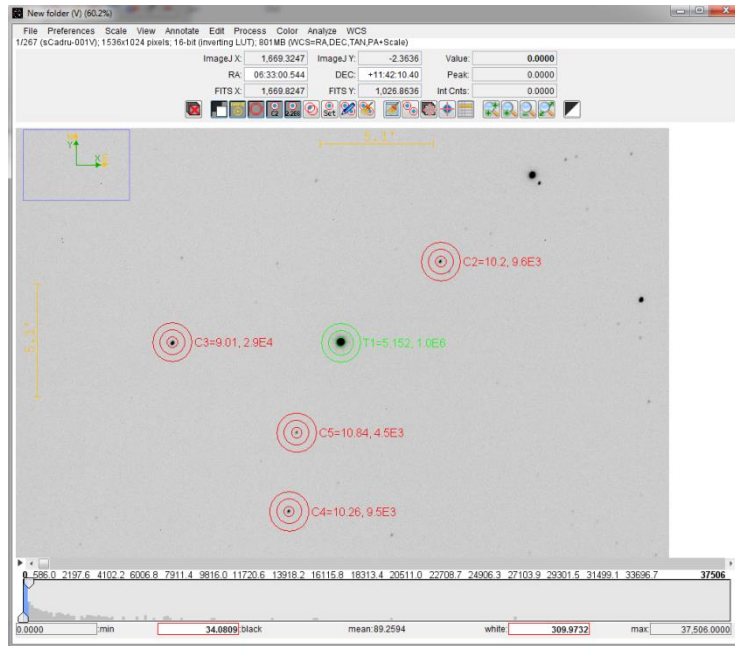 New folder (V) (60.2%)
File Preferences Scale View Annotate Edit Process Color Analyze WCS
1/267 (sCadru-001V); 1536x1024 pixels; 16-bit (inverting LUT); 801MB (WCS=RA,DEC,TAN,PA+Scale)
ImageJ X: 1,669.3247 ImageJ Y: -2.3636 Value: 0.0000
RA: 06:33:00.544 DEC: +11:42:10.40 Peak: 0.0000
FITS X: 1,669.8247 FITS Y: 1,026.8636 Int Cnts: 0.0000
C2 Set
Y
X
C2=10.2, 9.6E3
C3=9.01, 2.9E4
T1=5.152, 1.0E6
C5=10.84, 4.5E3
C4=10.26, 9.5E3
0 586.0 2197.6 4102.2 6006.8 7911.4 9816.0 11720.6 13918.2 16115.8 18313.4 20511.0 22708.7 24906.3 27103.9 29301.5 31499.1 33696.7 37506
0.0000 :min 34.0809 :black mean:89.2594 white: 309.9732 max: 37,506.0000